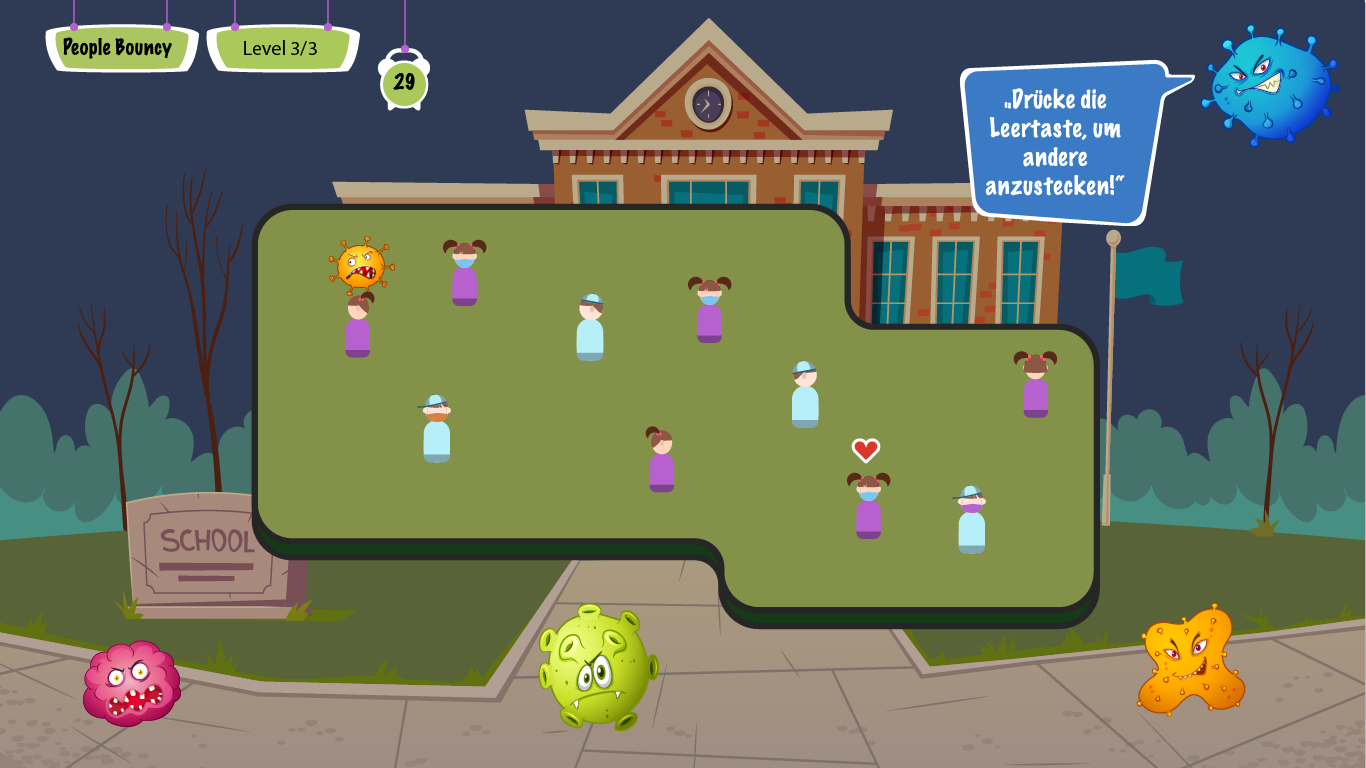 People Bouncy
Level 3/3
29
„Drücke die
Leertaste, um
andere
anzustecken!“
SCHOOL